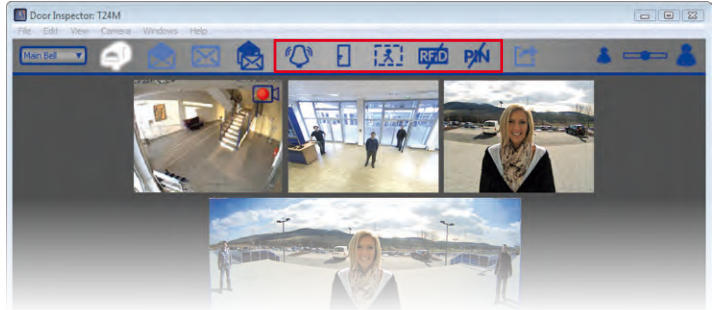 Door Inspector: T24M
File Edit View Camera Windows Help
Main Bell
RFiD PiN